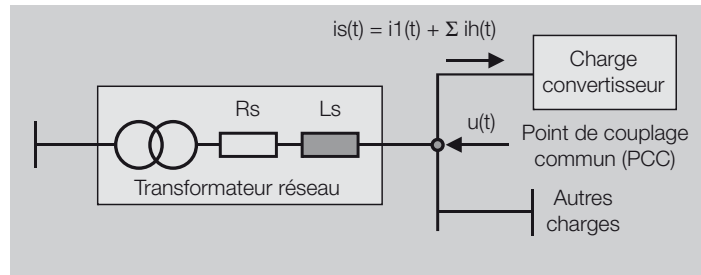 is(t) = i1(t) + Σ ih(t)
Charge
convertisseur
Rs
Ls
u(t)
Point de couplage
commun (PCC)
Transformateur réseau
Autres
charges